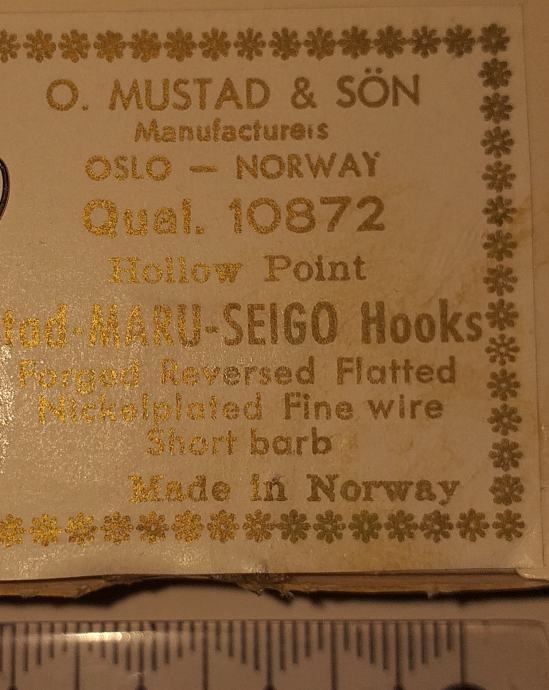 O. MUSTAD & SÖN
Manufacturers
OSLO — NORWAY
Qual. 10872
Hollow Point
tad-MARU-SEIGO Hooks
Forged Reversed Flatted
Nickelplated Fine wire
Short barb
Made in Norway